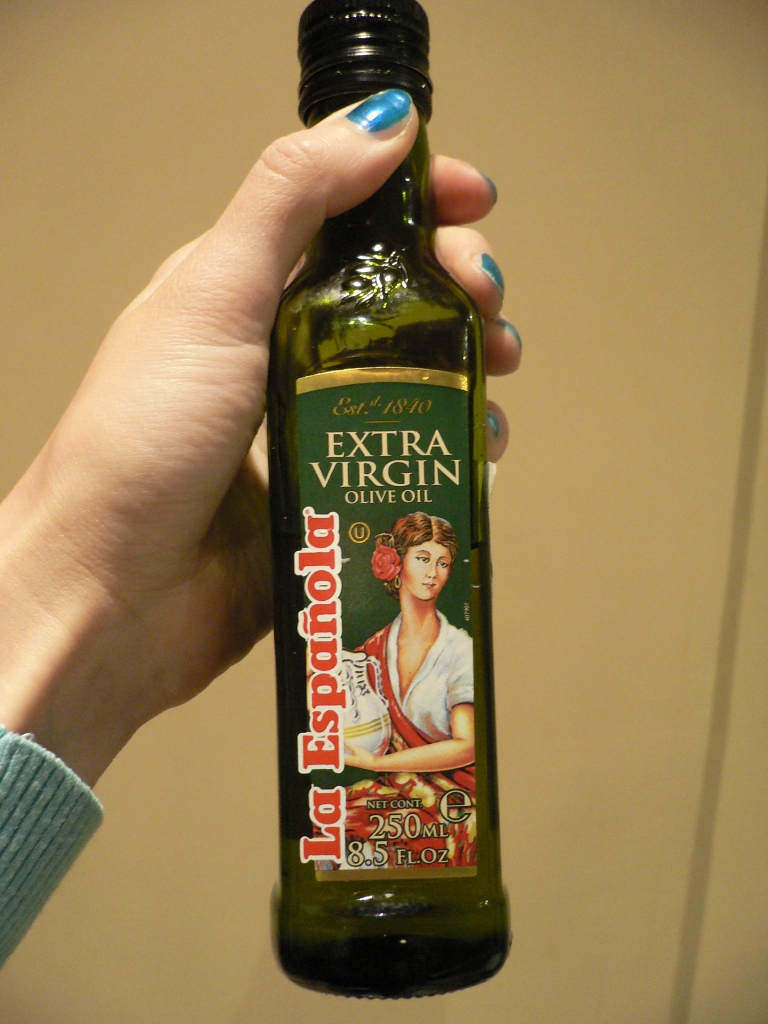 Est.d. 1840
EXTRA
VIRGIN
OLIVE OIL
U
La Española
NET CONT.
250ML e
8.5 FL.OZ